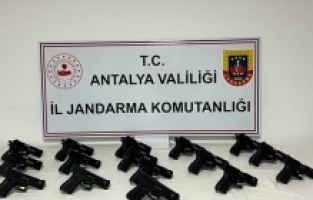 T.C.
ANTALYA VALİLİĞİ
İL JANDARMA KOMUTANLIĞI